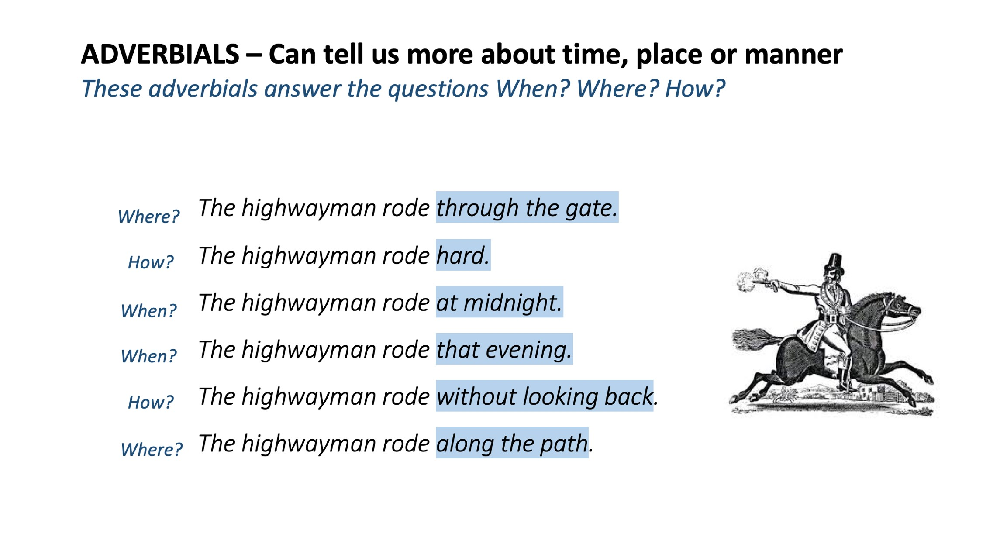 ADVERBIALS – Can tell us more about time, place or manner
These adverbials answer the questions When? Where? How?
Where? The highwayman rode through the gate.
How? The highwayman rode hard.
When? The highwayman rode at midnight.
When? The highwayman rode that evening.
How? The highwayman rode without looking back.
Where? The highwayman rode along the path.